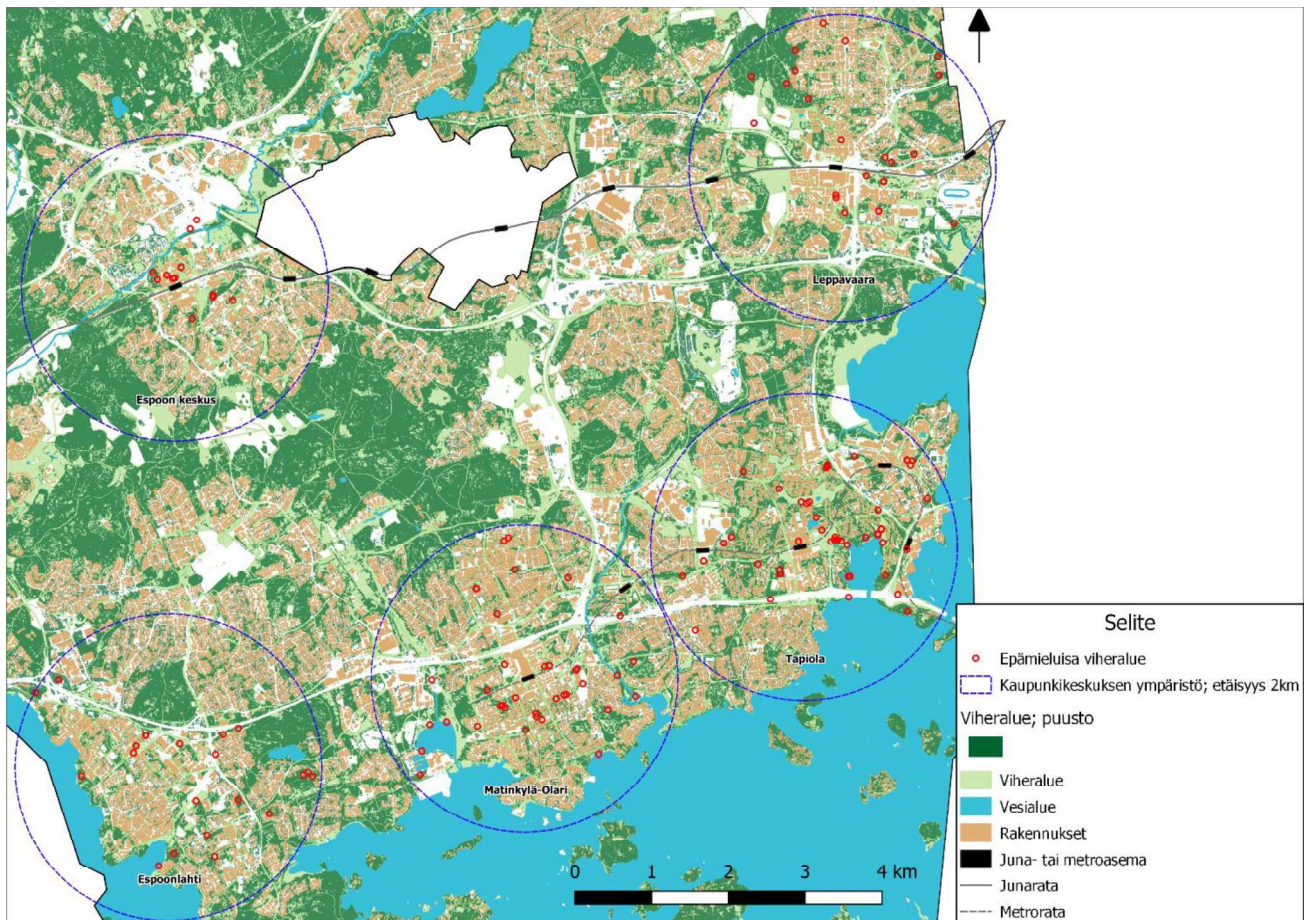 Leppävaara
Espoon keskus
Tapiola
Matinkylä-Olari
Espoonlahti
0 1 2 3 4 km
Selite
Epämieluisa viheralue
Kaupunkikeskuksen ympäristö; etäisyys 2km
Viheralue; puusto
Viheralue
Vesialue
Rakennukset
Juna- tai metroasema
Junarata
Metrorata